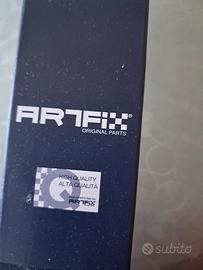 ARTFIX®
ORIGINAL PARTS
HIGH QUALITY
ALTA QUALITÀ
ARTFIX
subito